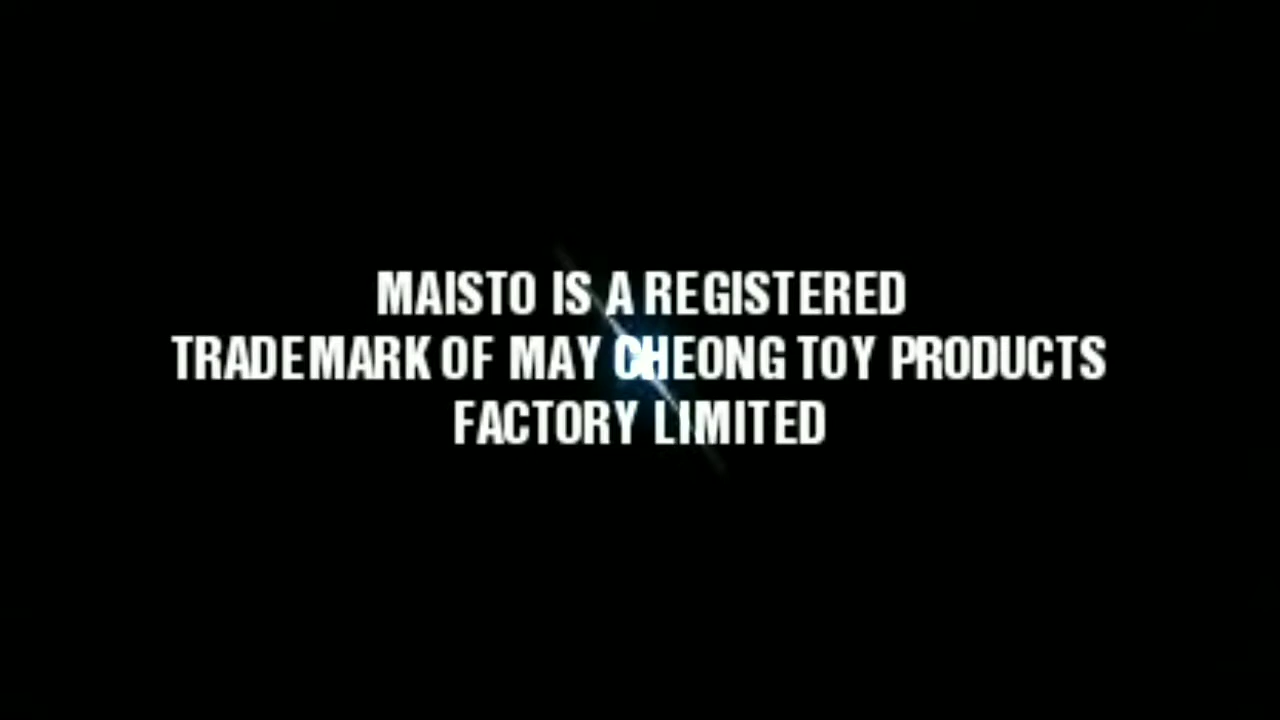 MAISTO IS A REGISTERED
TRADEMARK OF MAY CHEONG TOY PRODUCTS
FACTORY LIMITED